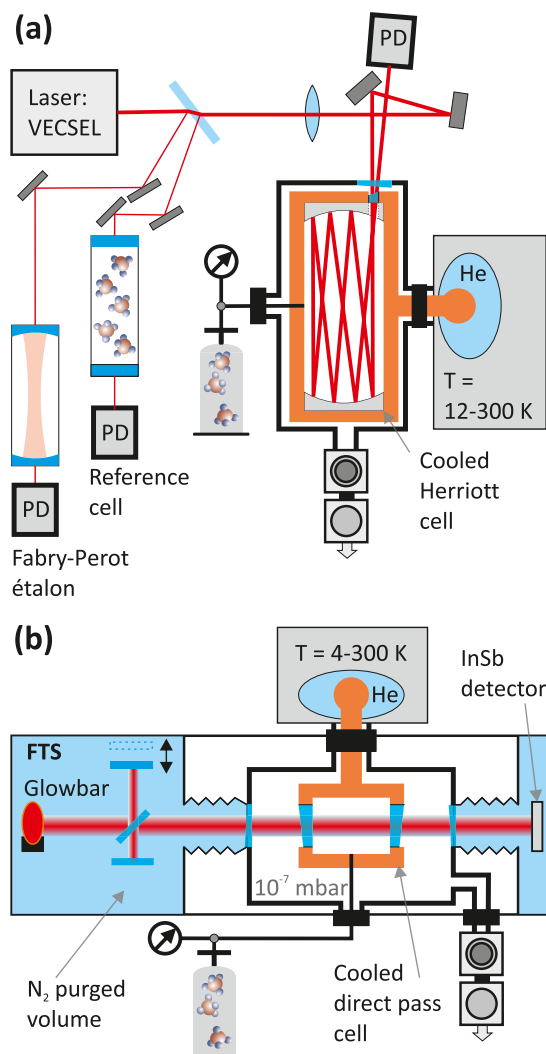 (a)
PD
Laser:
VECSEL
He
T =
12-300 K
PD
Reference
cell
Cooled
Herriott
cell
PD
Fabry-Perot
étalon
(b)
T = 4-300 K
He
InSb
detector
FTS
Glowbar
10⁻⁷ mbar
N₂ purged
volume
Cooled
direct pass
cell